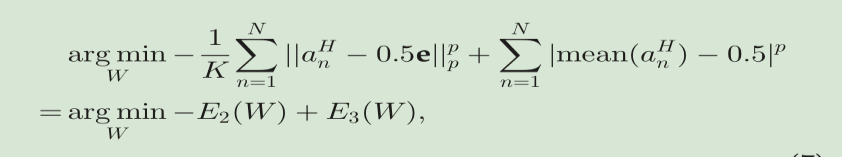 arg min_W − 1/K ∑_{n=1}^{N} ||a_n^H − 0.5𝐞||_p^p + ∑_{n=1}^{N} |mean(a_n^H) − 0.5|^p
= arg min_W −E_2(W) + E_3(W),